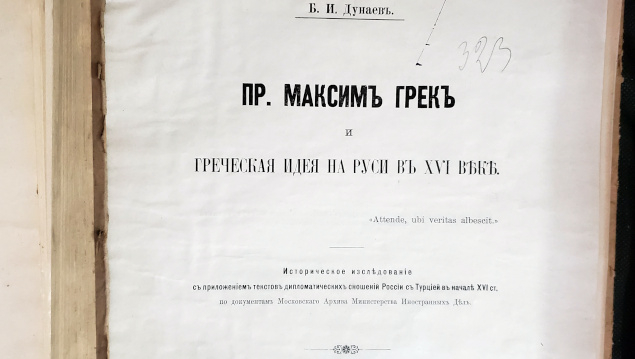 Б. И. Дунаевъ.
323
ПР. МАКСИМЪ ГРЕКЪ
И
ГРЕЧЕСКАЯ ИДЕЯ НА РУСИ ВЪ XVI ВѢКѢ.
«Attende, ubi veritas albescit.»
Историческое изслѣдованіе
съ приложеніемъ текстовъ дипломатическихъ сношеній Россіи съ Турціей въ началѣ XVI ст.
по документамъ Московскаго Архива Министерства Иностранныхъ Дѣлъ.